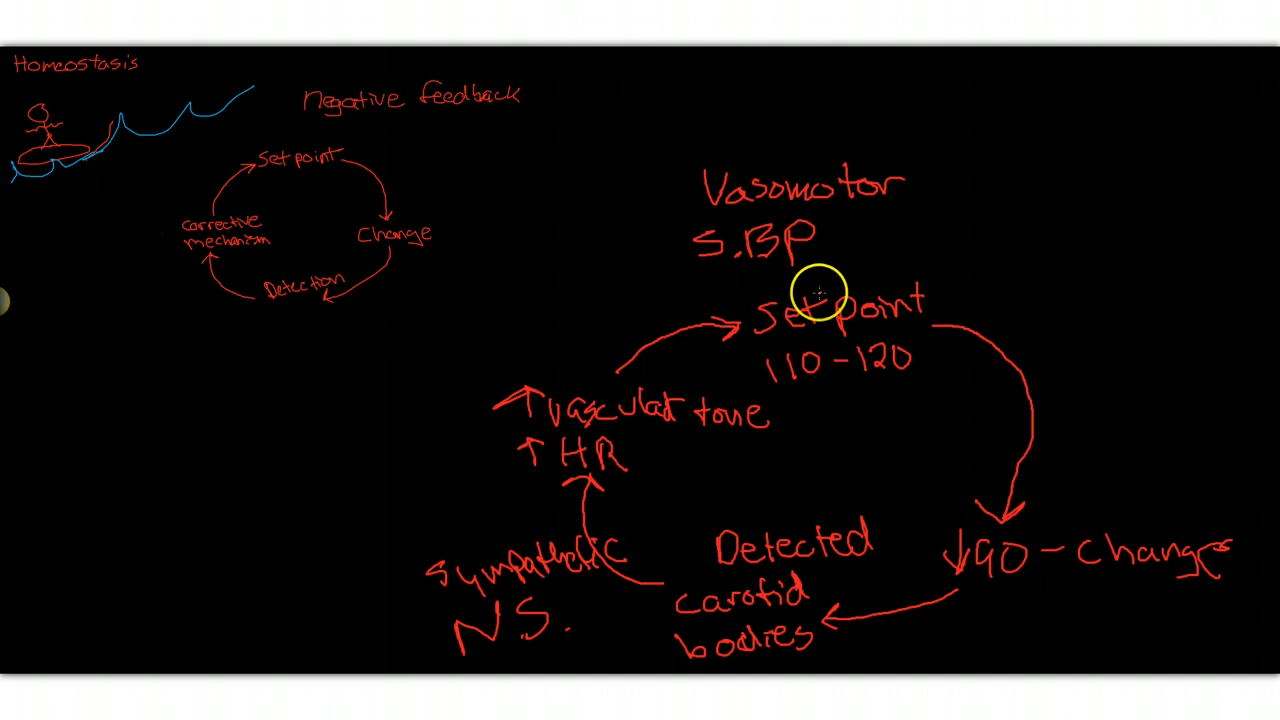 Homeostasis
negative feedback
Set point
Change
Detection
Corrective
mechanism
Vasomotor
S.BP
Set point
110-120
↓90-Changes
Detected
carotid
bodies
Sympathetic
N.S.
↑vascular tone
↑ HR